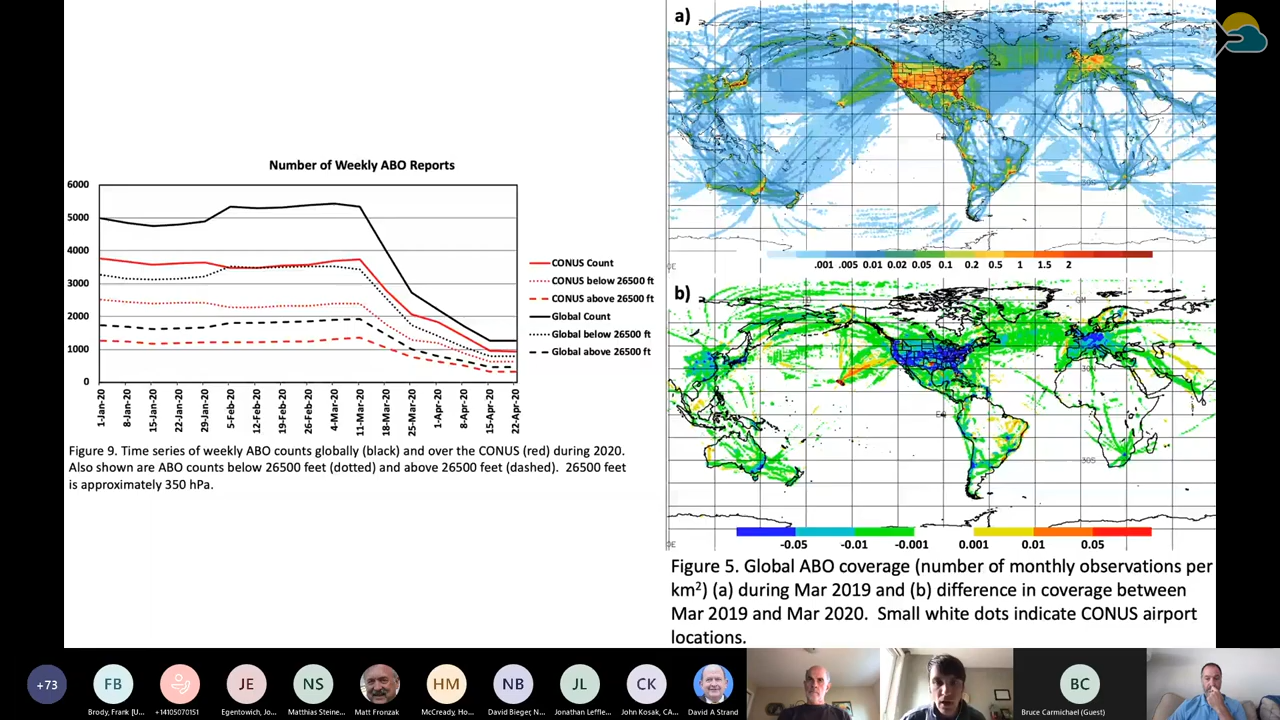 Number of Weekly ABO Reports
6000
5000
4000
3000
2000
1000
0
1-Jan-20
8-Jan-20
15-Jan-20
22-Jan-20
29-Jan-20
5-Feb-20
12-Feb-20
19-Feb-20
26-Feb-20
4-Mar-20
11-Mar-20
18-Mar-20
25-Mar-20
1-Apr-20
8-Apr-20
15-Apr-20
22-Apr-20
CONUS Count
CONUS below 26500 ft
CONUS above 26500 ft
Global Count
Global below 26500 ft
Global above 26500 ft
Figure 9. Time series of weekly ABO counts globally (black) and over the CONUS (red) during 2020.
Also shown are ABO counts below 26500 feet (dotted) and above 26500 feet (dashed). 26500 feet
is approximately 350 hPa.
a)
.001 .005 0.01 0.02 0.05 0.1 0.2 0.5 1 1.5 2
b)
-0.05 -0.01 -0.001 0.001 0.01 0.05
Figure 5. Global ABO coverage (number of monthly observations per
km²) (a) during Mar 2019 and (b) difference in coverage between
Mar 2019 and Mar 2020. Small white dots indicate CONUS airport
locations.
+73
FB
JE
NS
HM
NB
JL
CK
BC
Brody, Frank [U...
+14105070151
Egentowich, Jo...
Matthias Steine...
Matt Fronzak
McCready, Ho...
David Bieger, N...
Jonathan Leffle...
John Kosak, CA...
David A Strand
Bruce Carmichael (Guest)